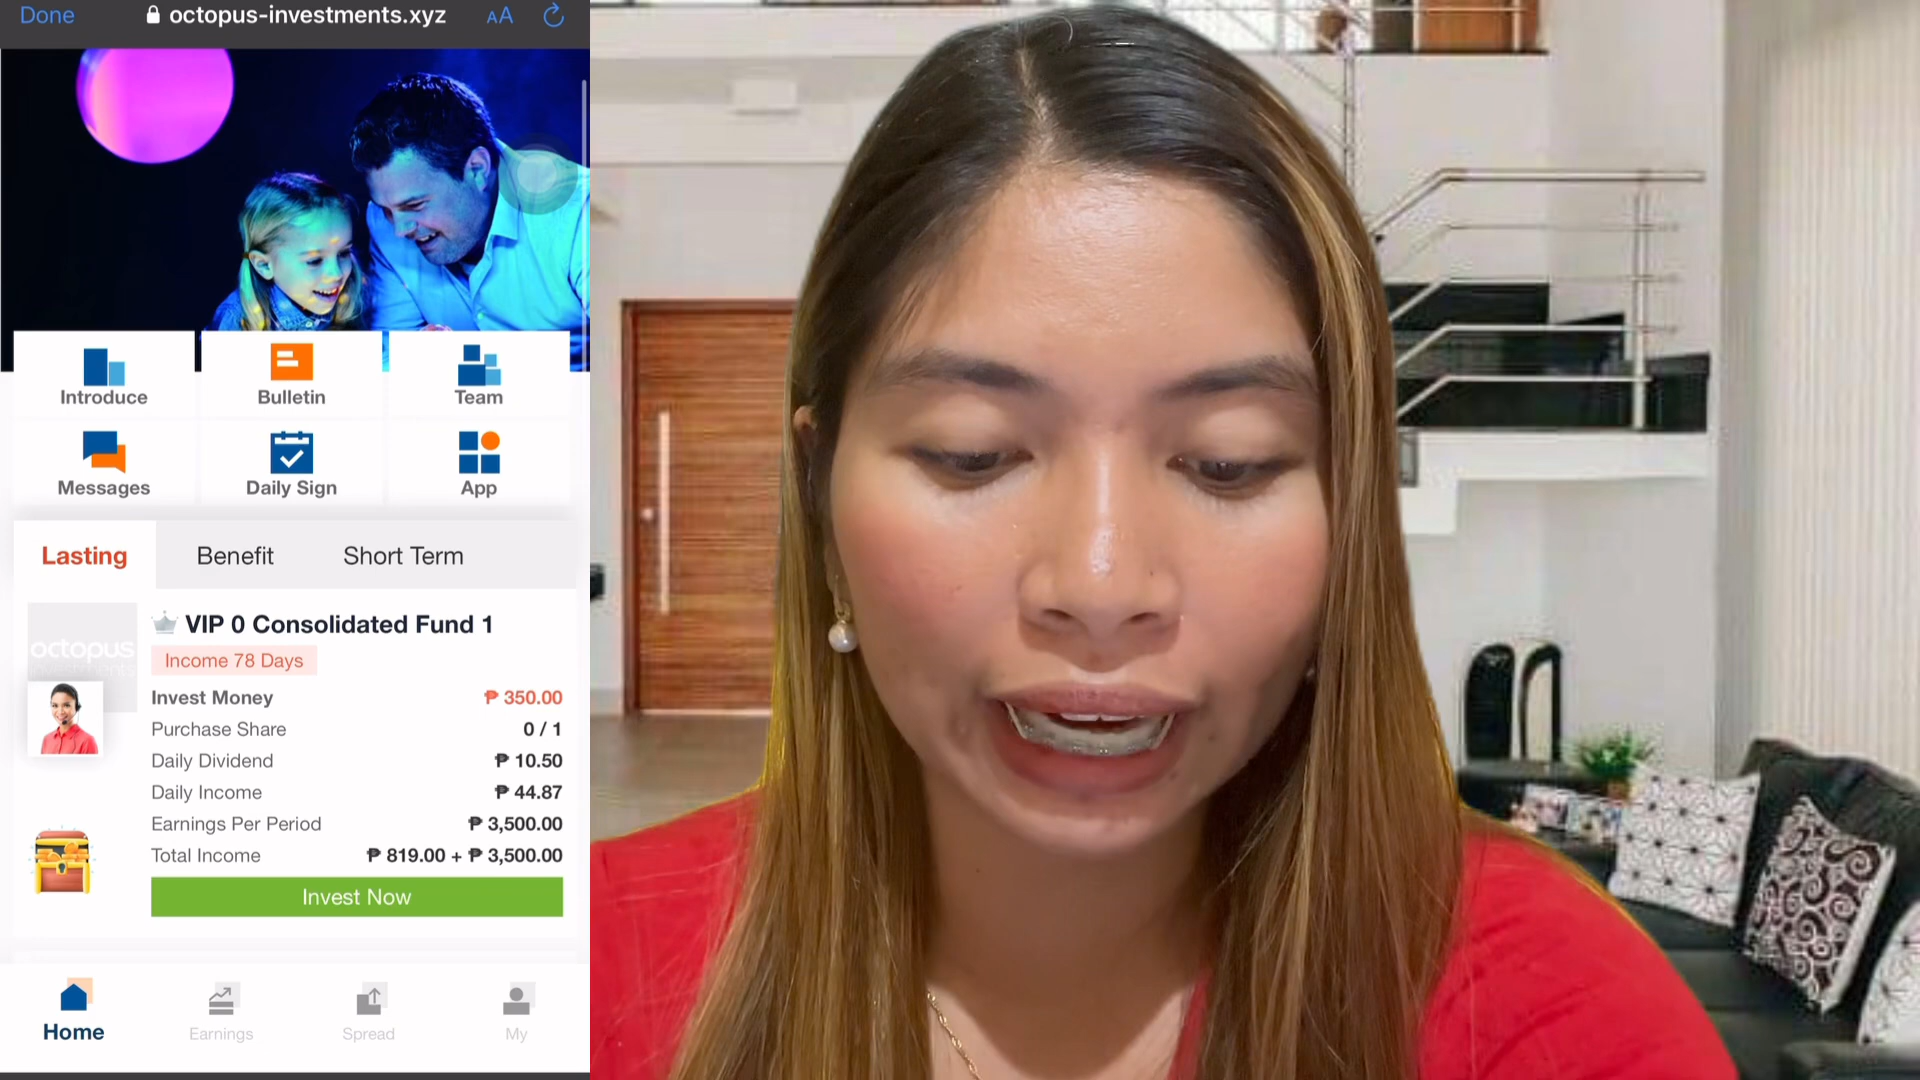 Done
octopus-investments.xyz
AA
Introduce
Bulletin
Team
Messages
Daily Sign
App
Lasting
Benefit
Short Term
octopus
investments
VIP 0 Consolidated Fund 1
Income 78 Days
Invest Money ₱ 350.00
Purchase Share 0 / 1
Daily Dividend ₱ 10.50
Daily Income ₱ 44.87
Earnings Per Period ₱ 3,500.00
Total Income ₱ 819.00 + ₱ 3,500.00
Invest Now
Home
Earnings
Spread
My